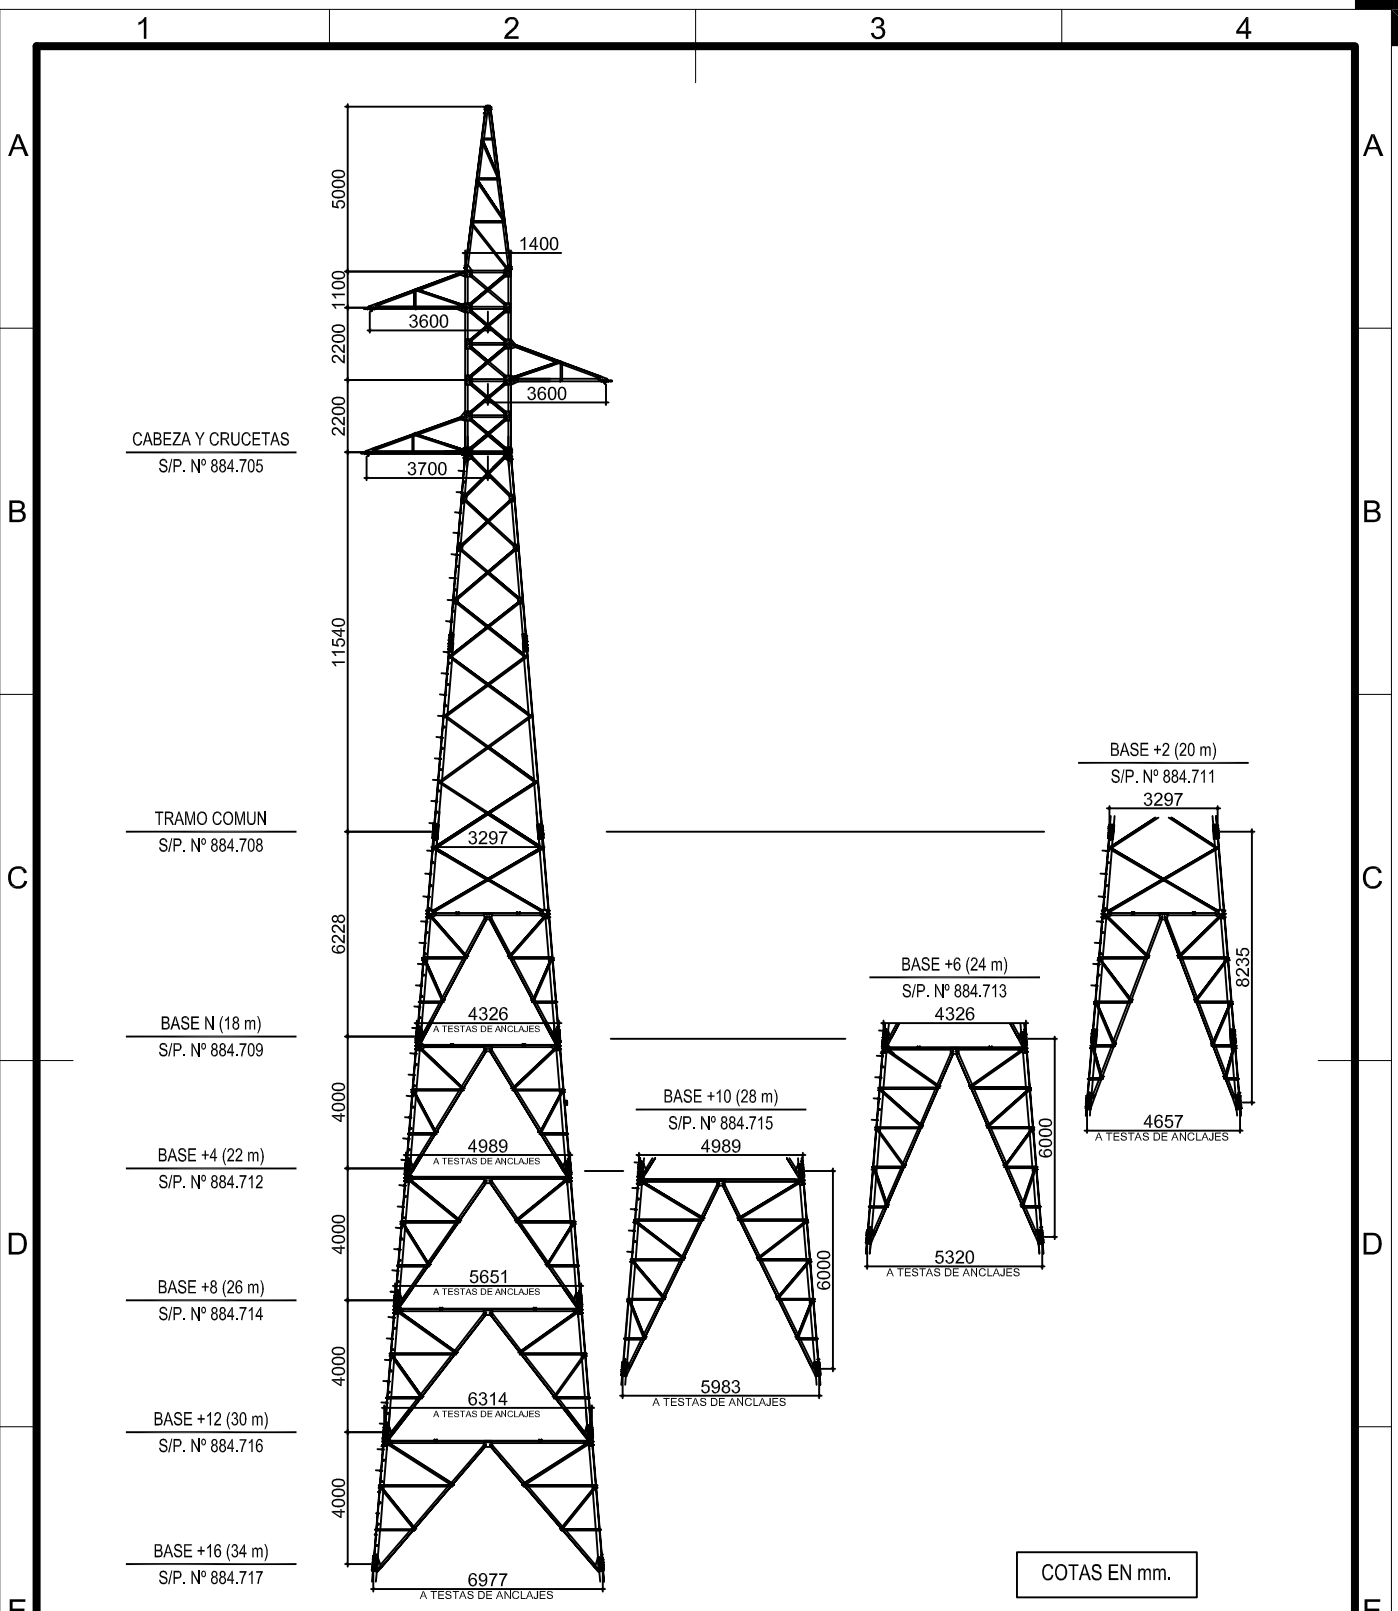 1
2
3
4
A
A
5000
1400
1100
3600
2200
3600
2200
CABEZA Y CRUCETAS
S/P. Nº 884.705
3700
B
B
11540
BASE +2 (20 m)
S/P. Nº 884.711
3297
TRAMO COMUN
S/P. Nº 884.708
3297
C
C
6228
8235
BASE +6 (24 m)
S/P. Nº 884.713
4326
BASE N (18 m)
S/P. Nº 884.709
4326
A TESTAS DE ANCLAJES
4000
BASE +10 (28 m)
S/P. Nº 884.715
4989
6000
4657
A TESTAS DE ANCLAJES
BASE +4 (22 m)
S/P. Nº 884.712
4989
A TESTAS DE ANCLAJES
D
D
4000
6000
5320
A TESTAS DE ANCLAJES
BASE +8 (26 m)
S/P. Nº 884.714
5651
A TESTAS DE ANCLAJES
4000
5983
A TESTAS DE ANCLAJES
BASE +12 (30 m)
S/P. Nº 884.716
6314
A TESTAS DE ANCLAJES
4000
BASE +16 (34 m)
S/P. Nº 884.717
6977
A TESTAS DE ANCLAJES
COTAS EN mm.
E
E